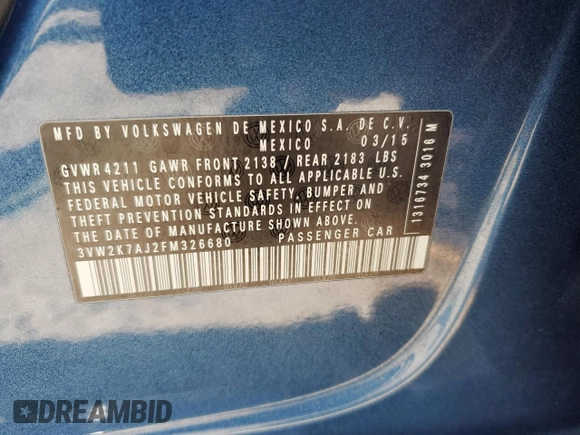 MFD BY VOLKSWAGEN DE MEXICO S.A. DE C.V.
MEXICO 03/15
GVWR 4211 GAWR FRONT 2138 / REAR 2183 LBS
THIS VEHICLE CONFORMS TO ALL APPLICABLE U.S.
FEDERAL MOTOR VEHICLE SAFETY, BUMPER AND
THEFT PREVENTION STANDARDS IN EFFECT ON
THE DATE OF MANUFACTURE SHOWN ABOVE.
3VW2K7AJ2FM326680 PASSENGER CAR
1316734 3016 M
DREAMBID